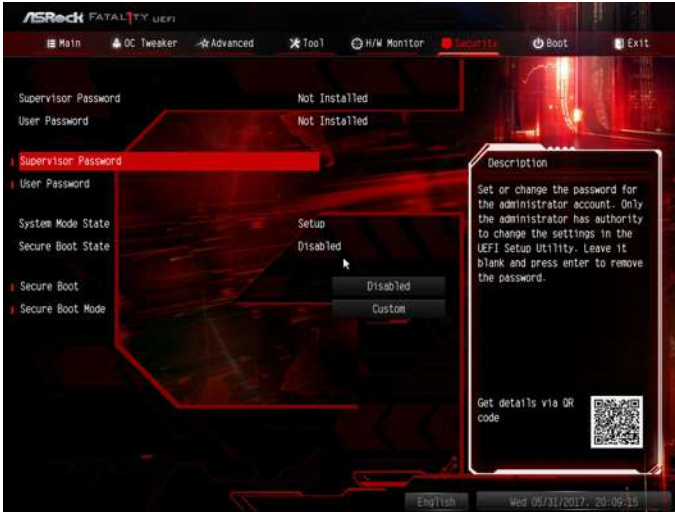 ASRock FATAL1TY UEFI
Main OC Tweaker Advanced Tool H/W Monitor Security Boot Exit
Supervisor Password Not Installed
User Password Not Installed
Supervisor Password
User Password
System Mode State Setup
Secure Boot State Disabled
Secure Boot Disabled
Secure Boot Mode Custom
Description
Set or change the password for
the administrator account. Only
the administrator has authority
to change the settings in the
UEFI Setup Utility. Leave it
blank and press enter to remove
the password.
Get details via QR
code
English Wed 05/31/2017, 20:09:15